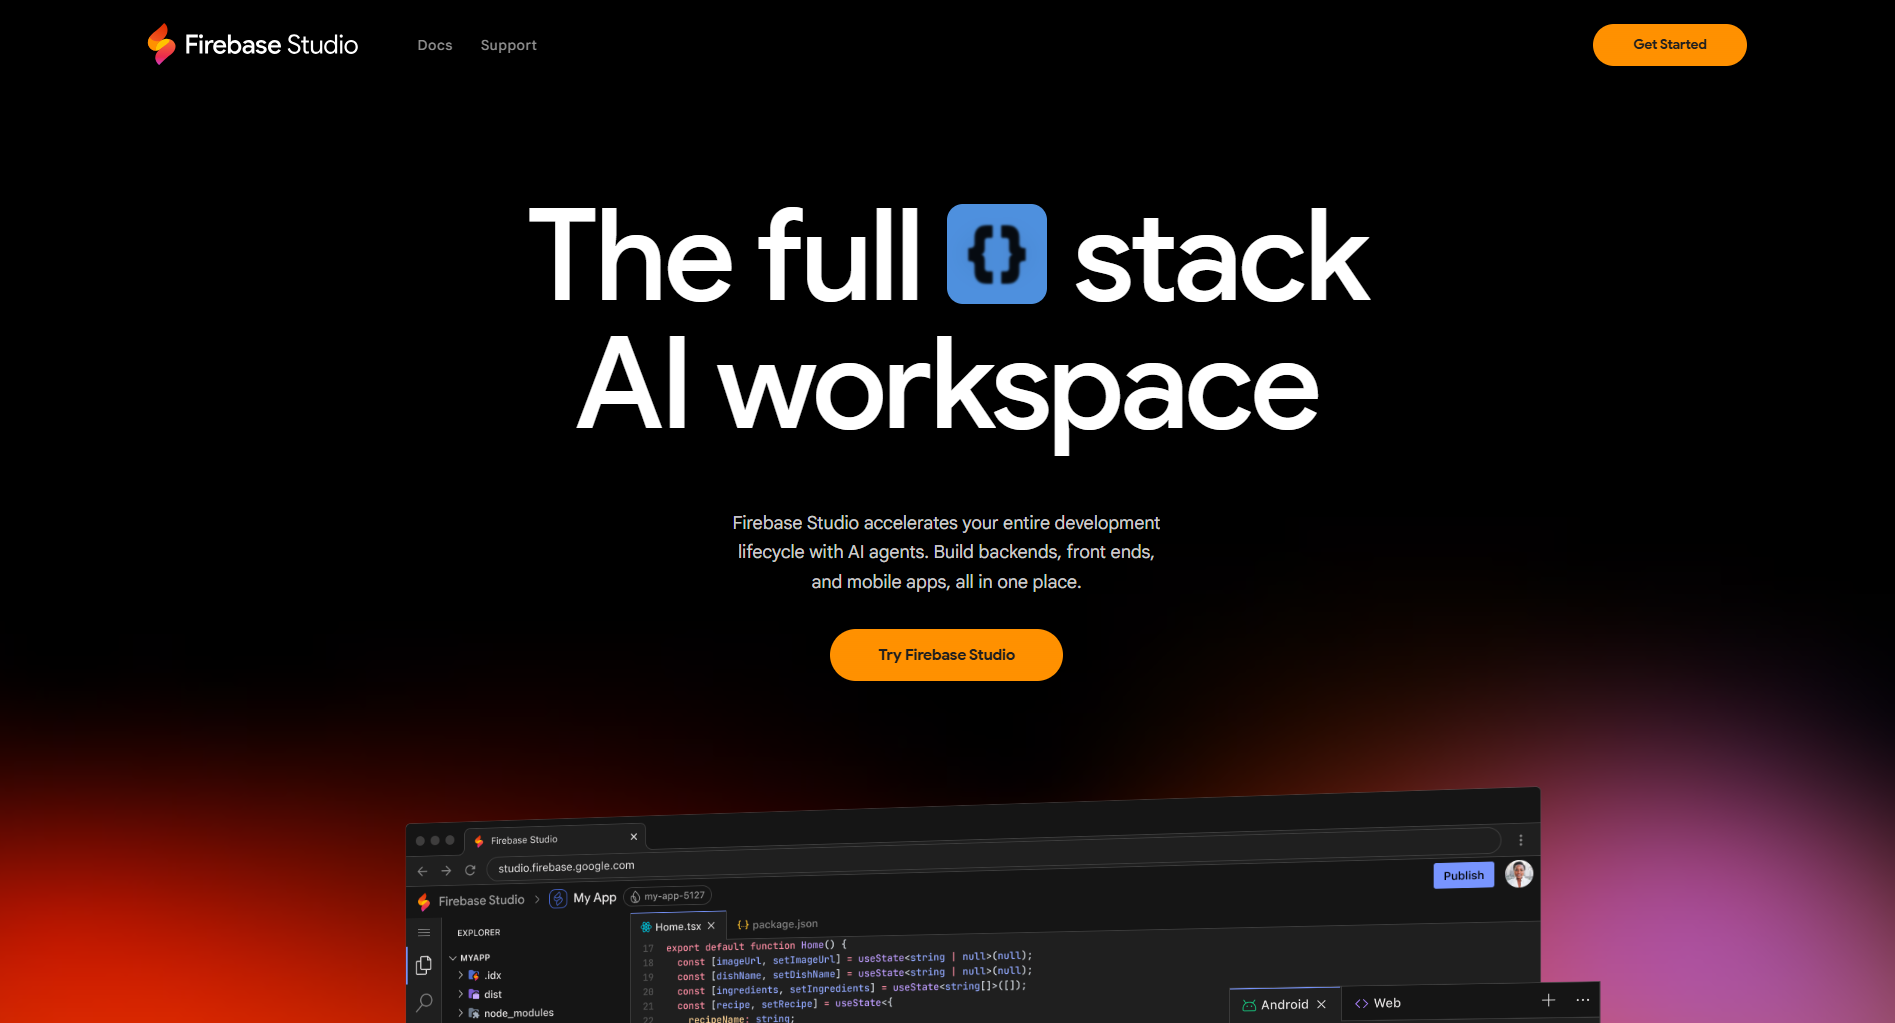 Firebase Studio
Docs
Support
Get Started
The full {} stack
AI workspace
Firebase Studio accelerates your entire development
lifecycle with AI agents. Build backends, front ends,
and mobile apps, all in one place.
Try Firebase Studio
Firebase Studio
studio.firebase.google.com
Publish
Firebase Studio > My App my-app-5127
EXPLORER
MYAPP
.idx
dist
node_modules
Home.tsx
{..} package.json
17 export default function Home() {
18 const [imageUrl, setImageUrl] = useState<string | null>(null);
19 const [dishName, setDishName] = useState<string | null>(null);
20 const [ingredients, setIngredients] = useState<string[]>([]);
21 const [recipe, setRecipe] = useState<{
22 recipeName: string;
Android
Web